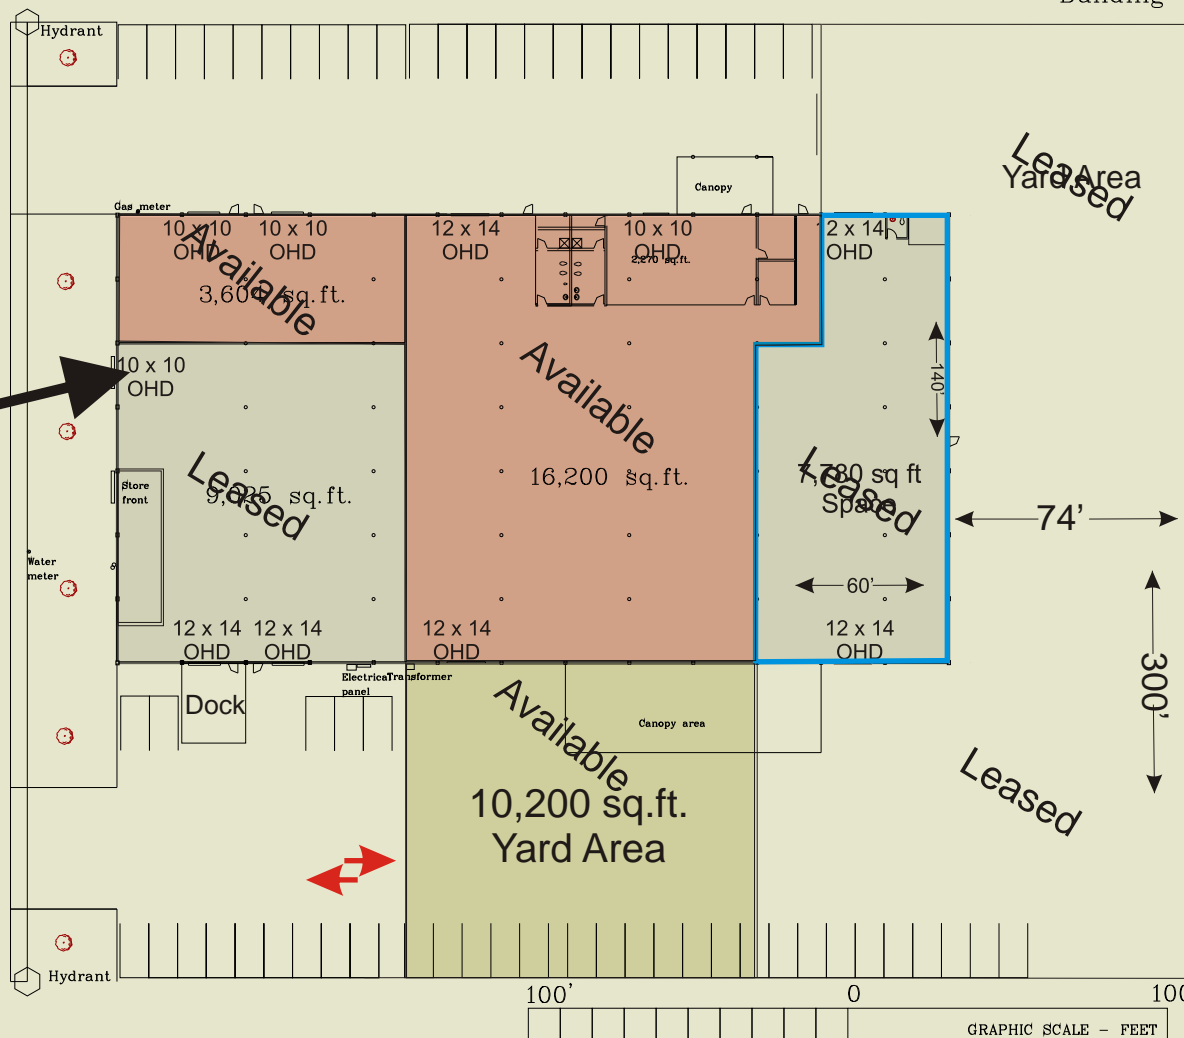 Building
Hydrant
Leased
Yard Area
Canopy
Gas meter
10 x 10
OHD
10 x 10
OHD
12 x 14
OHD
10 x 10
OHD
2,270 sq.ft.
2 x 14
OHD
Available
sq.ft.
10 x 10
OHD
Available
140'
Leased
sq.ft.
Store
front
16,200 sq.ft.
Leased
sq ft
Space
74'
Water
meter
60'
12 x 14
OHD
12 x 14
OHD
12 x 14
OHD
12 x 14
OHD
Electrical
panel
Transformer
Dock
Available
Canopy area
300'
Leased
10,200 sq.ft.
Yard Area
Hydrant
100'
0
GRAPHIC SCALE - FEET